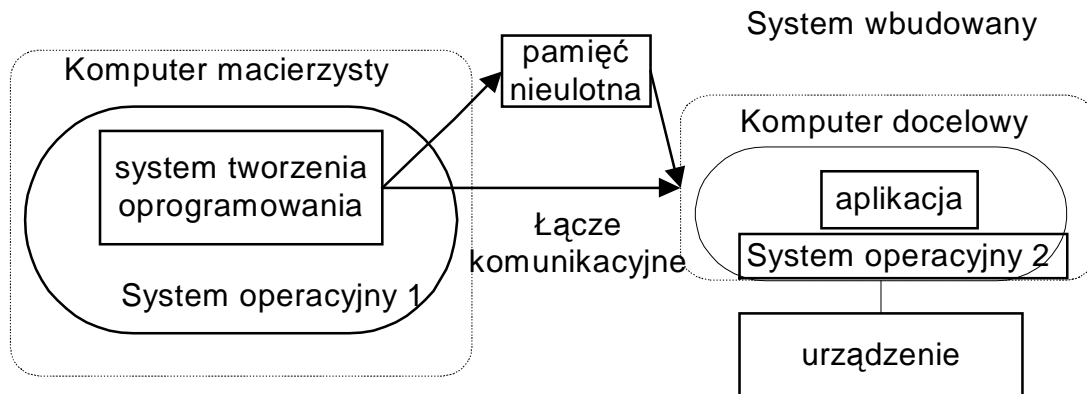 System wbudowany
pamięć
nieulotna
Komputer macierzysty
Komputer docelowy
system tworzenia
oprogramowania
aplikacja
Łącze
komunikacyjne
System operacyjny 2
System operacyjny 1
urządzenie